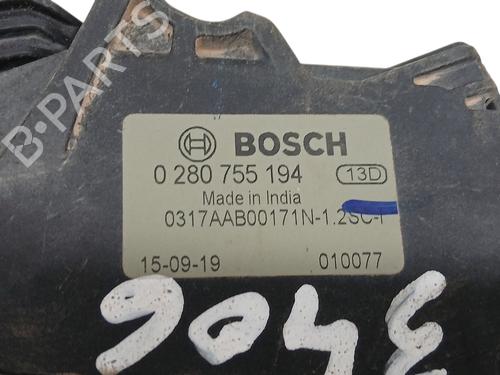 B-PARTS
BOSCH
0 280 755 194 13D
Made in India
0317AAB00171N-1.2SC-I
15-09-19 010077